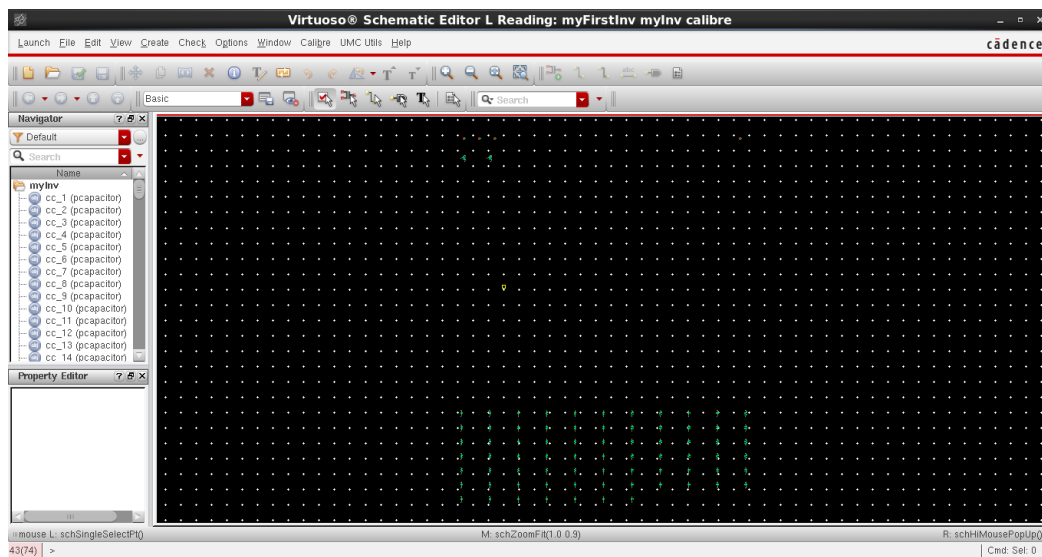 Virtuoso® Schematic Editor L Reading: myFirstInv myInv calibre
Launch File Edit View Create Check Options Window Calibre UMC Utils Help
cādence
Basic
Search
Navigator
Default
Search
Name
myInv
cc_1 (pcapacitor)
cc_2 (pcapacitor)
cc_3 (pcapacitor)
cc_4 (pcapacitor)
cc_5 (pcapacitor)
cc_6 (pcapacitor)
cc_7 (pcapacitor)
cc_8 (pcapacitor)
cc_9 (pcapacitor)
cc_10 (pcapacitor)
cc_11 (pcapacitor)
cc_12 (pcapacitor)
cc_13 (pcapacitor)
cc_14 (pcapacitor)
Property Editor
mouse L: schSingleSelectPt()
M: schZoomFit(1.0 0.9)
R: schHiMousePopUp()
43(74) >
Cmd: Sel: 0